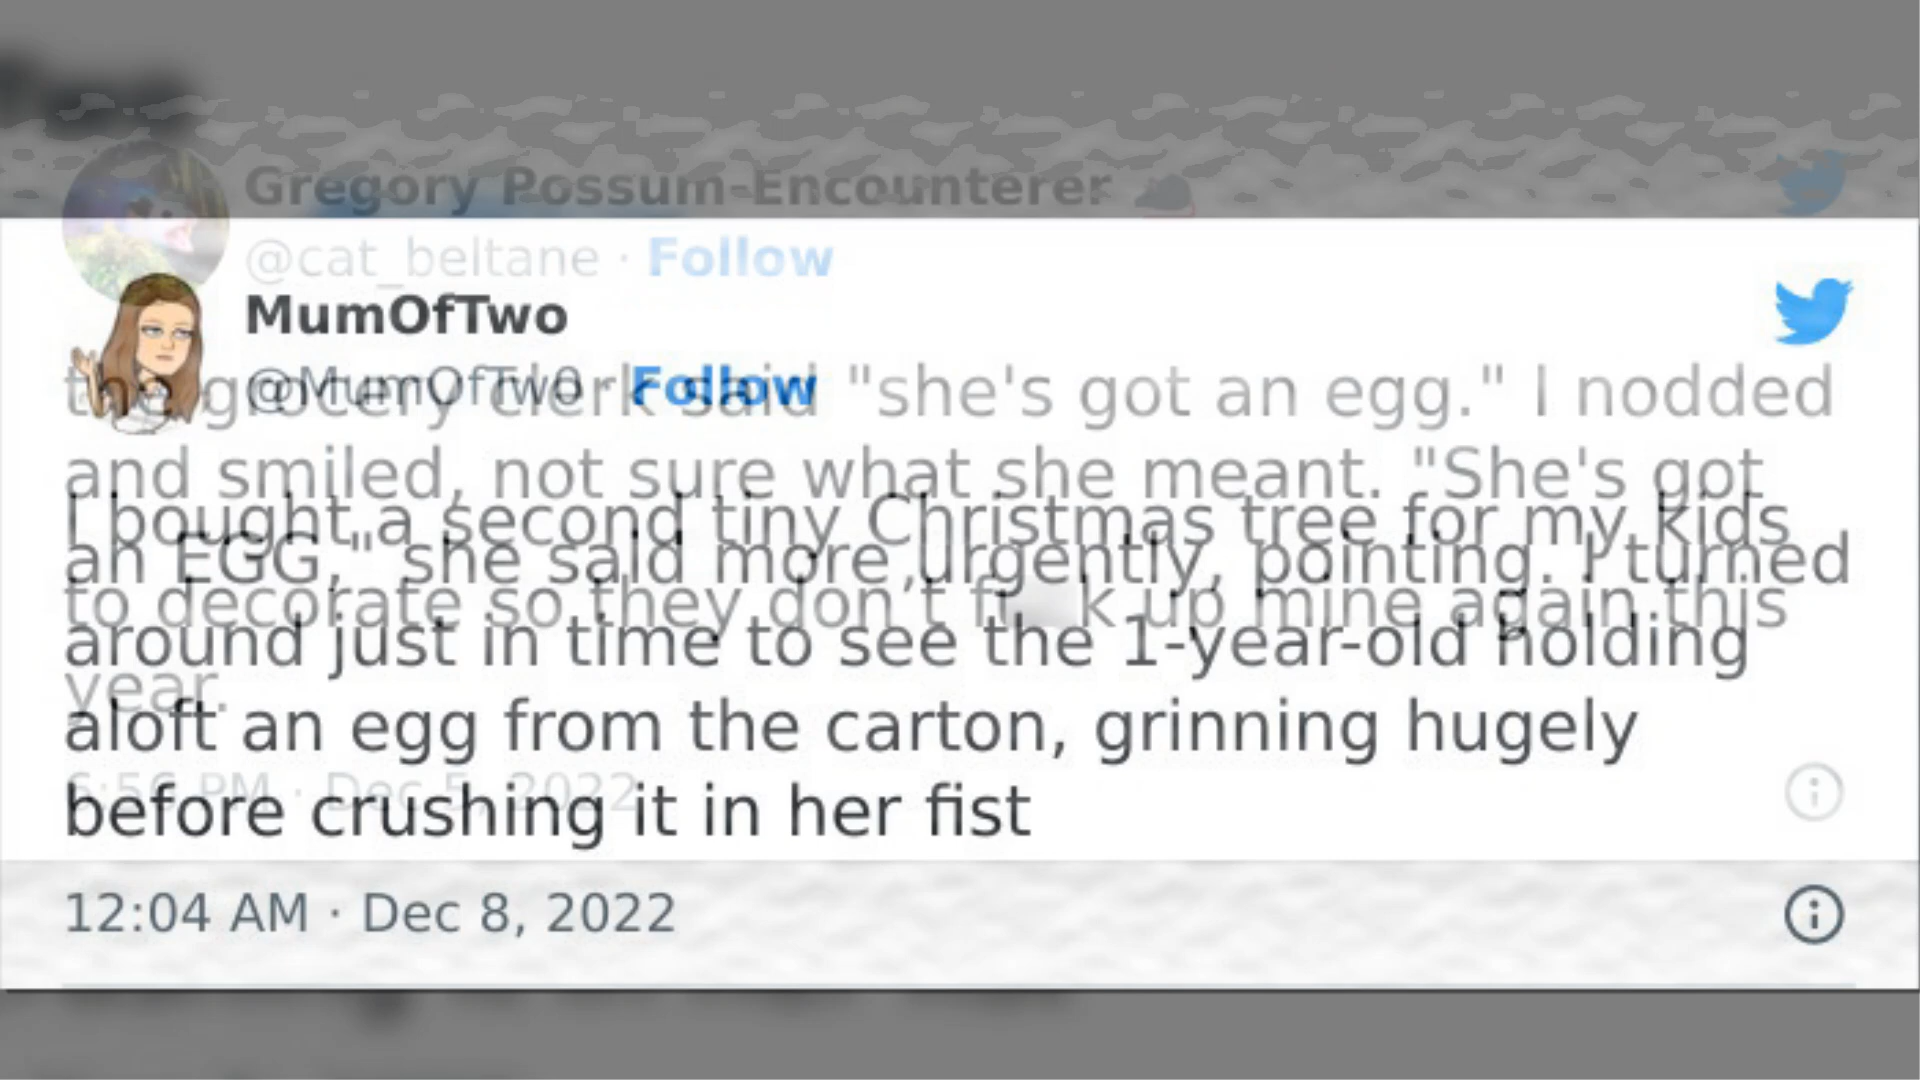 Gregory Possum-Encounterer
@cat_beltane · Follow
the grocery clerk said "she's got an egg." I nodded
and smiled, not sure what she meant. "She's got
an EGG," she said more urgently, pointing. I turned
around just in time to see the 1-year-old holding
aloft an egg from the carton, grinning hugely
before crushing it in her fist
12:04 AM · Dec 8, 2022
MumOfTwo
@MumOfTw0 · Follow
I bought a second tiny Christmas tree for my kids
to decorate so they don't f k up mine again this
year.
6:56 PM · Dec 5, 2022